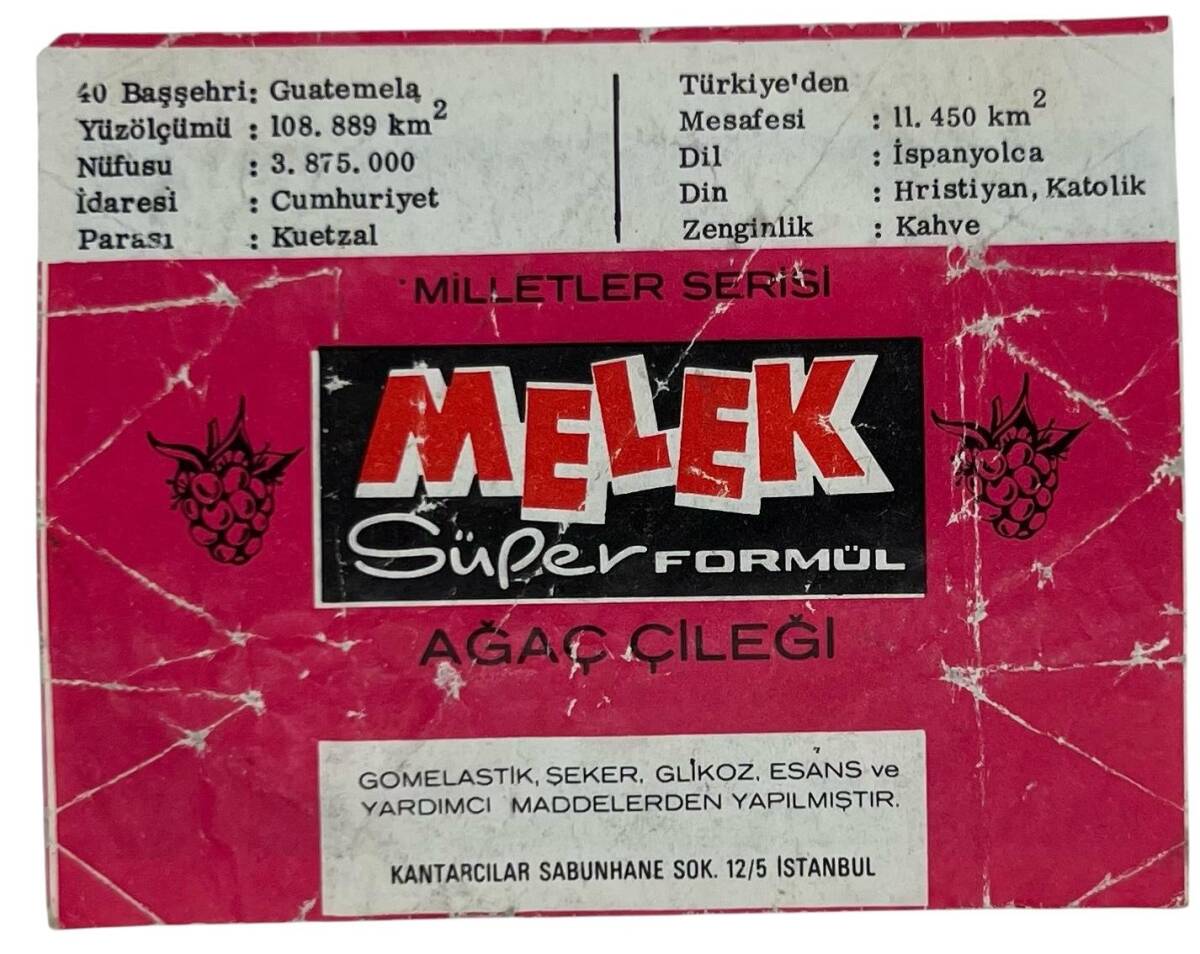 40 Başşehri: Guatemela
Yüzölçümü : 108. 889 km²
Nüfusu : 3. 875. 000
İdaresi : Cumhuriyet
Parası : Kuetzal
Türkiye'den
Mesafesi : 11. 450 km²
Dil : İspanyolca
Din : Hristiyan, Katolik
Zenginlik : Kahve
MİLLETLER SERİSİ
MELEK
Süper FORMÜL
AĞAÇ ÇİLEĞİ
GOMELASTİK, ŞEKER, GLİKOZ, ESANS ve
YARDIMCI MADDELERDEN YAPILMIŞTIR.
KANTARCILAR SABUNHANE SOK. 12/5 İSTANBUL